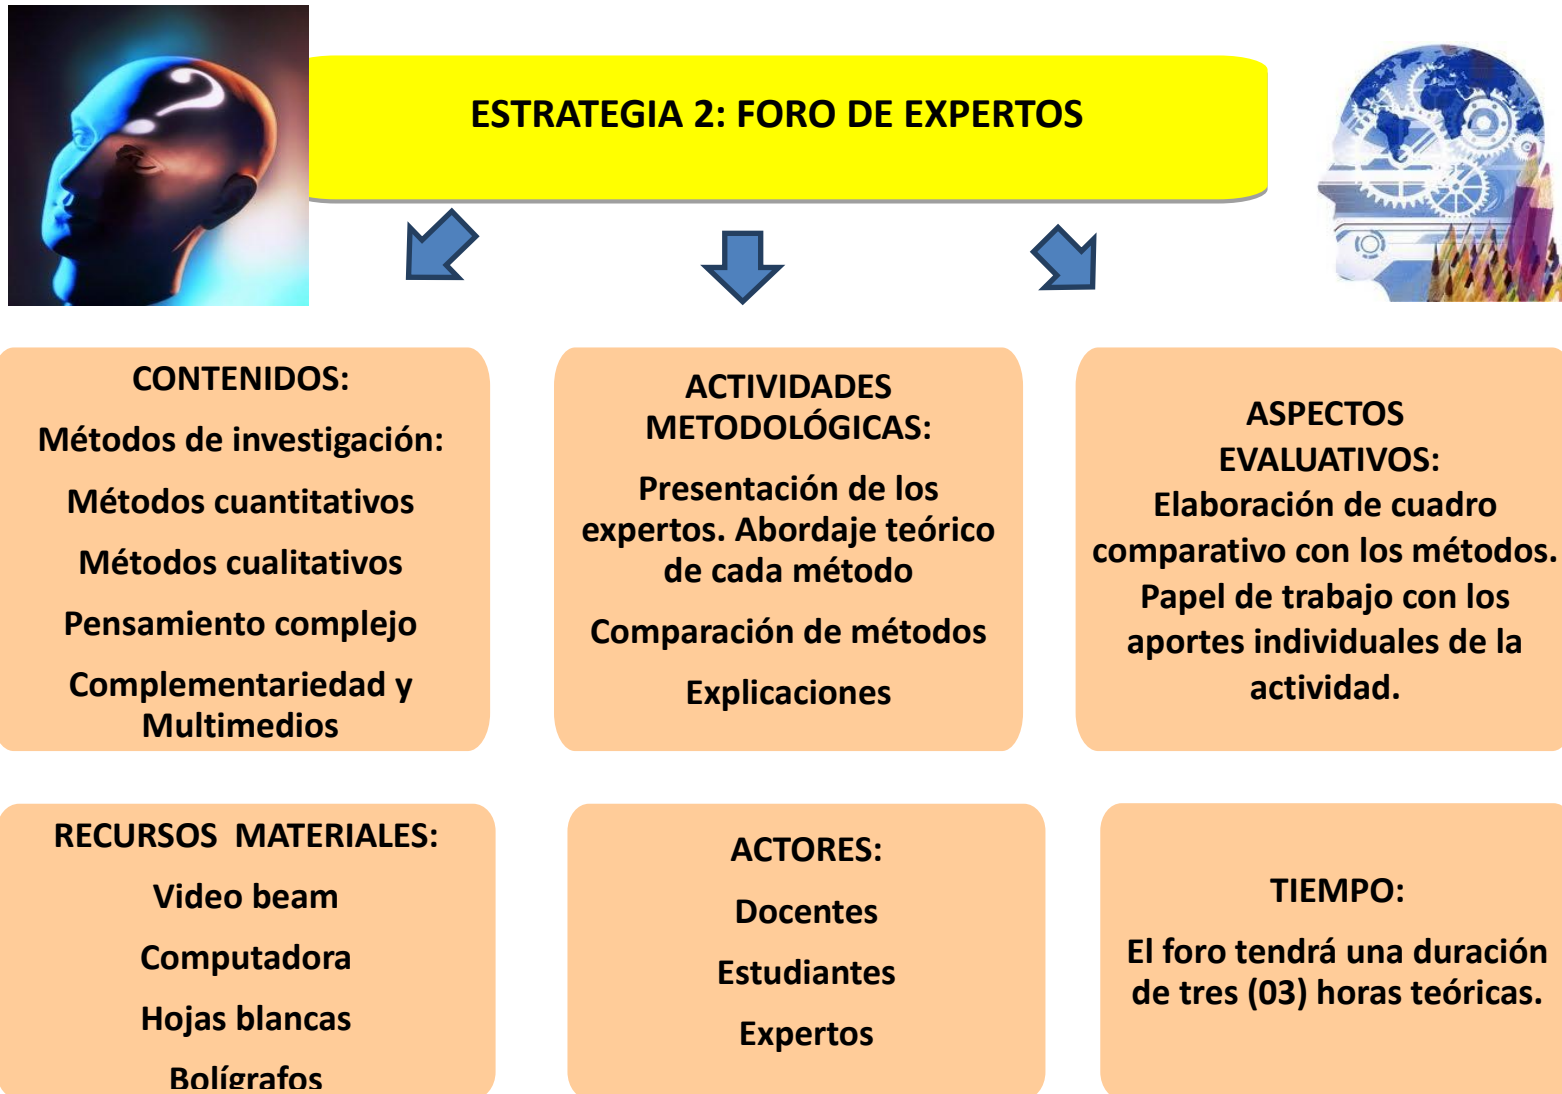 ESTRATEGIA 2: FORO DE EXPERTOS
CONTENIDOS:
Métodos de investigación:
Métodos cuantitativos
Métodos cualitativos
Pensamiento complejo
Complementariedad y
Multimedios
ACTIVIDADES
METODOLÓGICAS:
Presentación de los
expertos. Abordaje teórico
de cada método
Comparación de métodos
Explicaciones
ASPECTOS
EVALUATIVOS:
Elaboración de cuadro
comparativo con los métodos.
Papel de trabajo con los
aportes individuales de la
actividad.
RECURSOS  MATERIALES:
Video beam
Computadora
Hojas blancas
Bolígrafos
ACTORES:
Docentes
Estudiantes
Expertos
TIEMPO:
El foro tendrá una duración
de tres (03) horas teóricas.